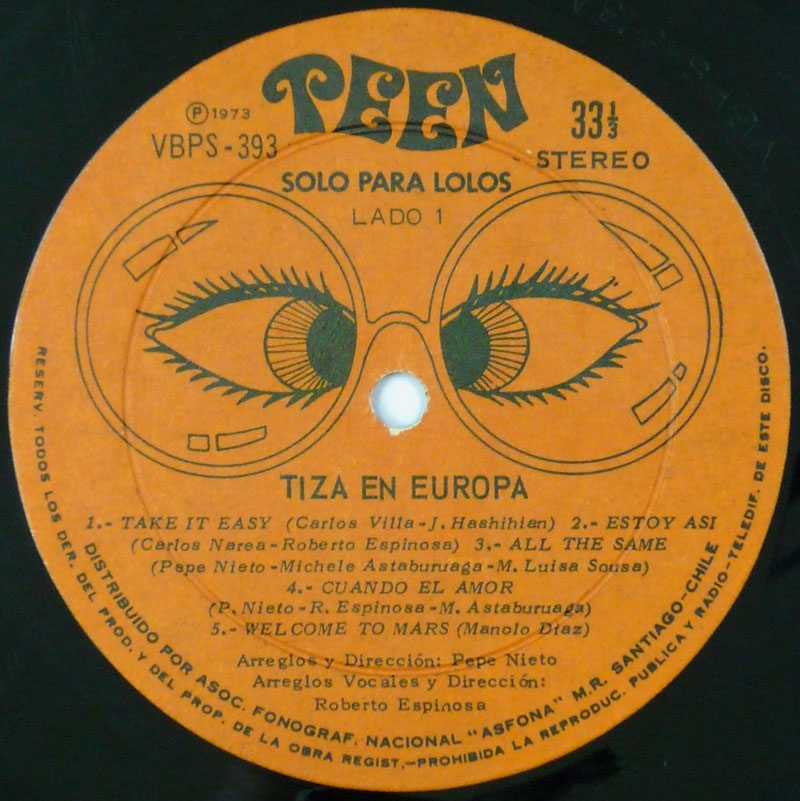 TEEN
℗ 1973
VBPS-393
33 1/3
STEREO
SOLO PARA LOLOS
LADO 1
TIZA EN EUROPA
1.- TAKE IT EASY (Carlos Villa-J. Hashihian) 2.- ESTOY ASI
(Carlos Narea-Roberto Espinosa) 3.- ALL THE SAME
(Pepe Nieto-Michele Astaburuaga-M. Luisa Sousa)
4.- CUANDO EL AMOR
(P. Nieto-R. Espinosa-M. Astaburuaga)
5.- WELCOME TO MARS (Manolo Diaz)
Arreglos y Dirección: Pepe Nieto
Arreglos Vocales y Dirección:
Roberto Espinosa
DISTRIBUIDO POR ASOC. FONOGRAF. NACIONAL "ASFONA" M.R. SANTIAGO-CHILE
RESERV. TODOS LOS DER. DEL PROD. Y DEL PROP. DE LA OBRA REGIST.-PROHIBIDA LA REPRODUC. PUBLICA Y RADIO-TELEDIF. DE ESTE DISCO.